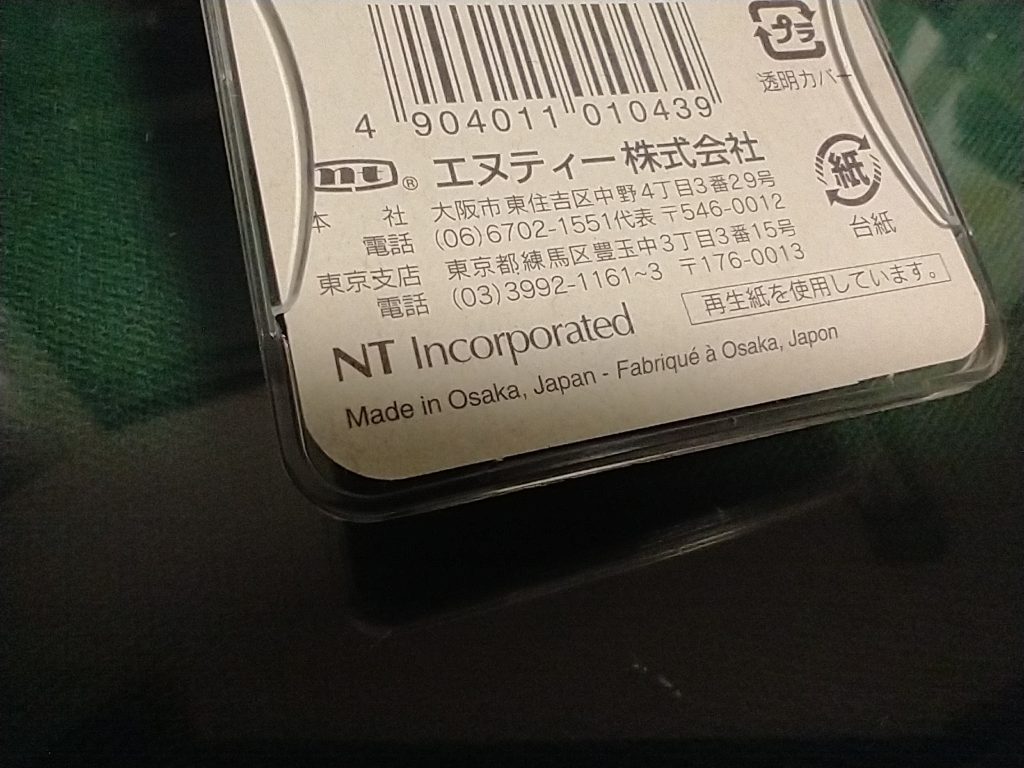 プラ
透明カバー
4 904011 010439
nt® エヌティー株式会社
本 社 大阪市東住吉区中野4丁目3番29号
電話 (06)6702-1551代表 〒546-0012
東京支店 東京都練馬区豊玉中3丁目3番15号
電話 (03)3992-1161~3 〒176-0013
紙
台紙
再生紙を使用しています。
NT Incorporated
Made in Osaka, Japan - Fabriqué à Osaka, Japon